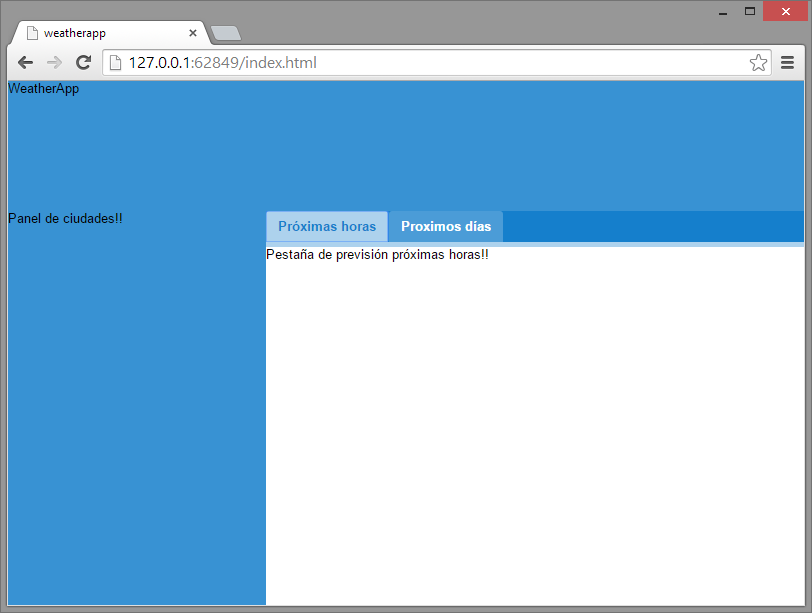 weatherapp
127.0.0.1:62849/index.html
WeatherApp
Panel de ciudades!!
Próximas horas
Proximos días
Pestaña de previsión próximas horas!!